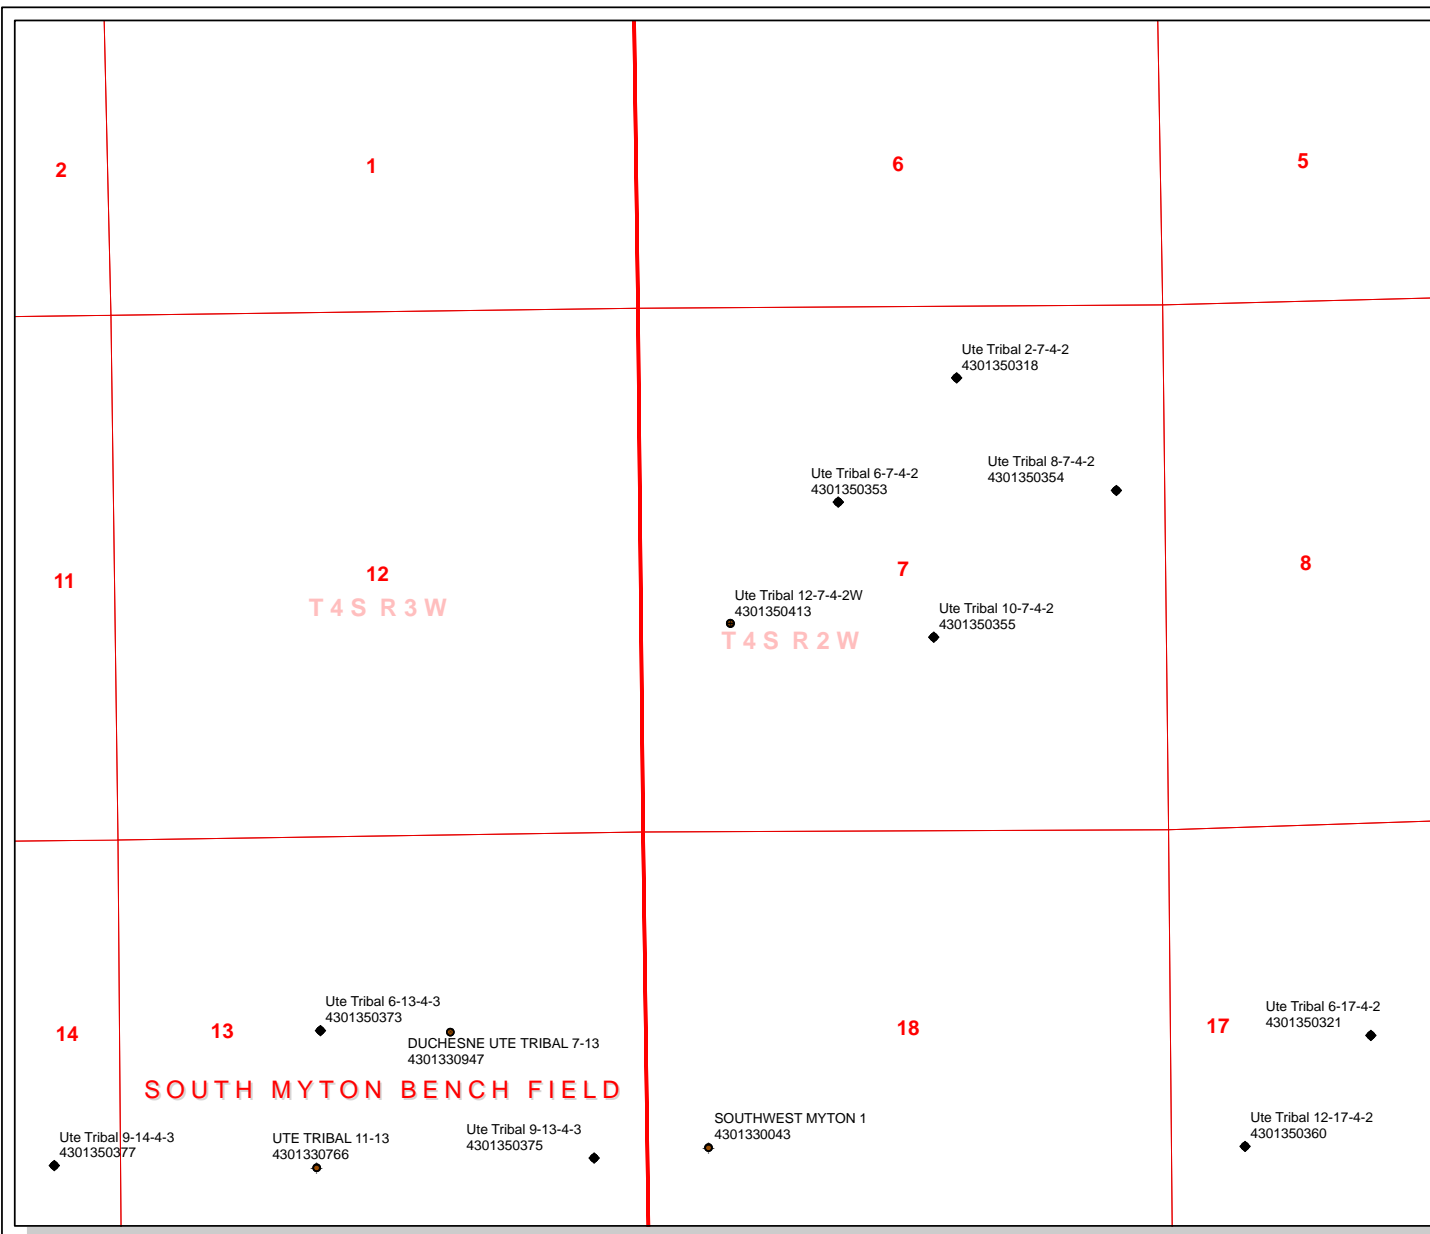 2
1
6
5
Ute Tribal 2-7-4-2
4301350318
Ute Tribal 6-7-4-2
4301350353
Ute Tribal 8-7-4-2
4301350354
11
12
T4S R3W
7
8
Ute Tribal 12-7-4-2W
4301350413
T4S R2W
Ute Tribal 10-7-4-2
4301350355
14
13
Ute Tribal 6-13-4-3
4301350373
DUCHESNE UTE TRIBAL 7-13
4301330947
18
17
Ute Tribal 6-17-4-2
4301350321
SOUTH MYTON BENCH FIELD
Ute Tribal 9-14-4-3
4301350377
UTE TRIBAL 11-13
4301330766
Ute Tribal 9-13-4-3
4301350375
SOUTHWEST MYTON 1
4301330043
Ute Tribal 12-17-4-2
4301350360